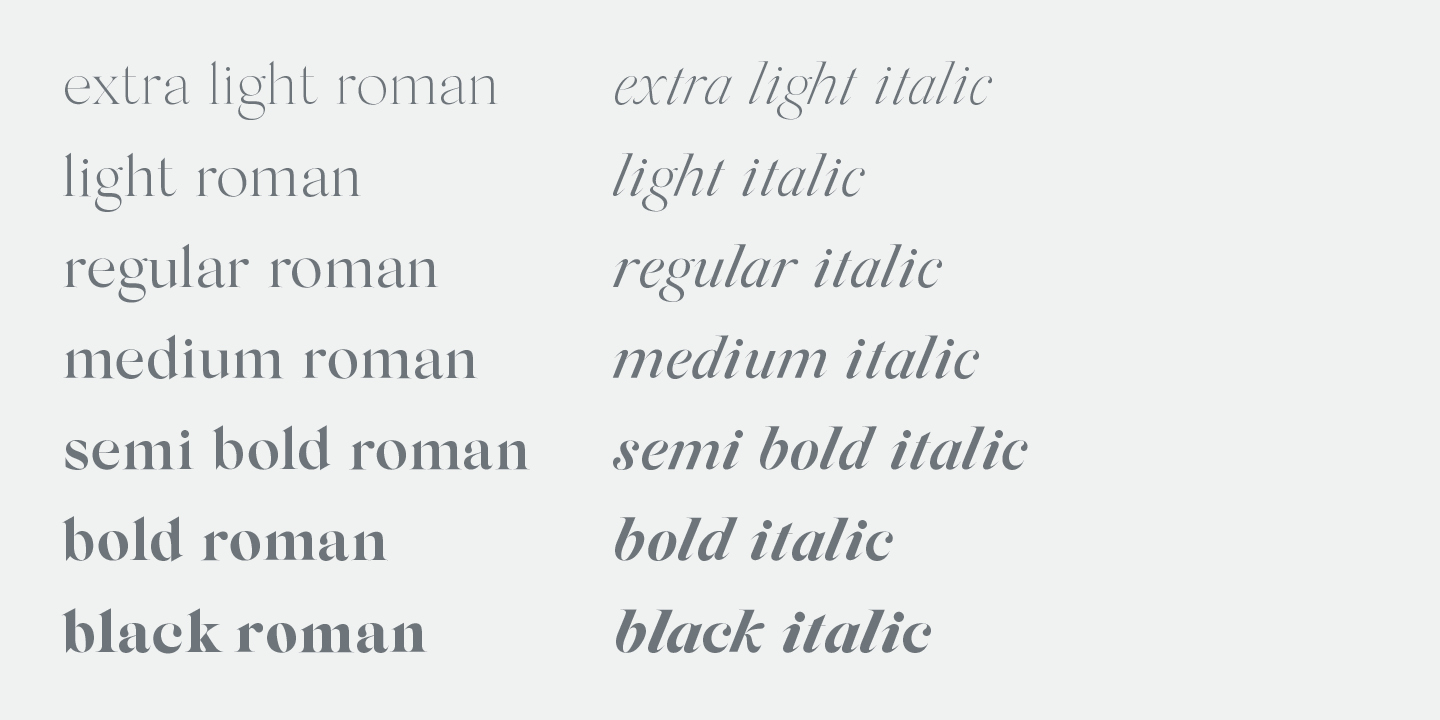 extra light roman extra light italic
light roman light italic
regular roman regular italic
medium roman medium italic
semi bold roman semi bold italic
bold roman bold italic
black roman black italic